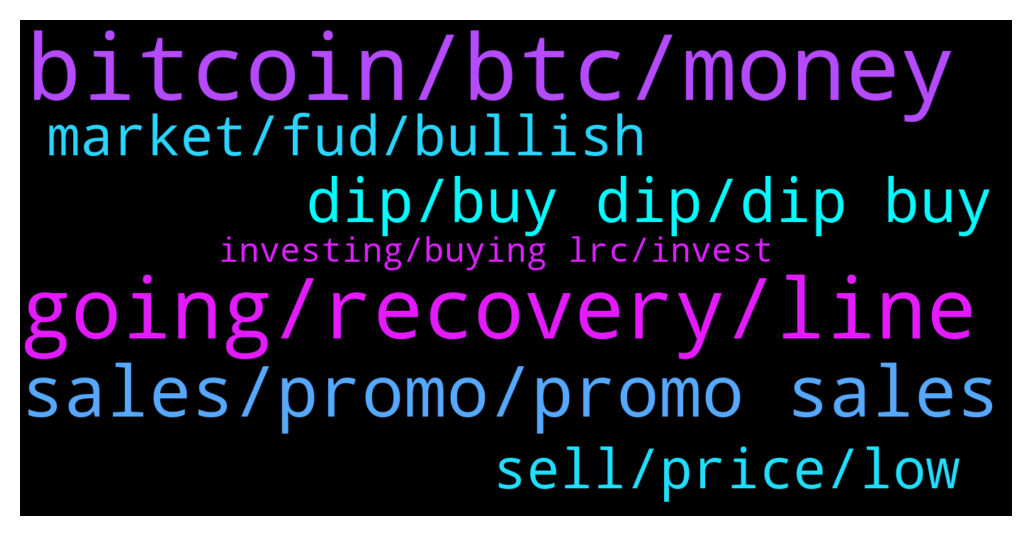 bitcoin/btc/money
market/fud/bullish
dip/buy dip/dip buy
investing/buying lrc/invest
going/recovery/line
sales/promo/promo sales
sell/price/low